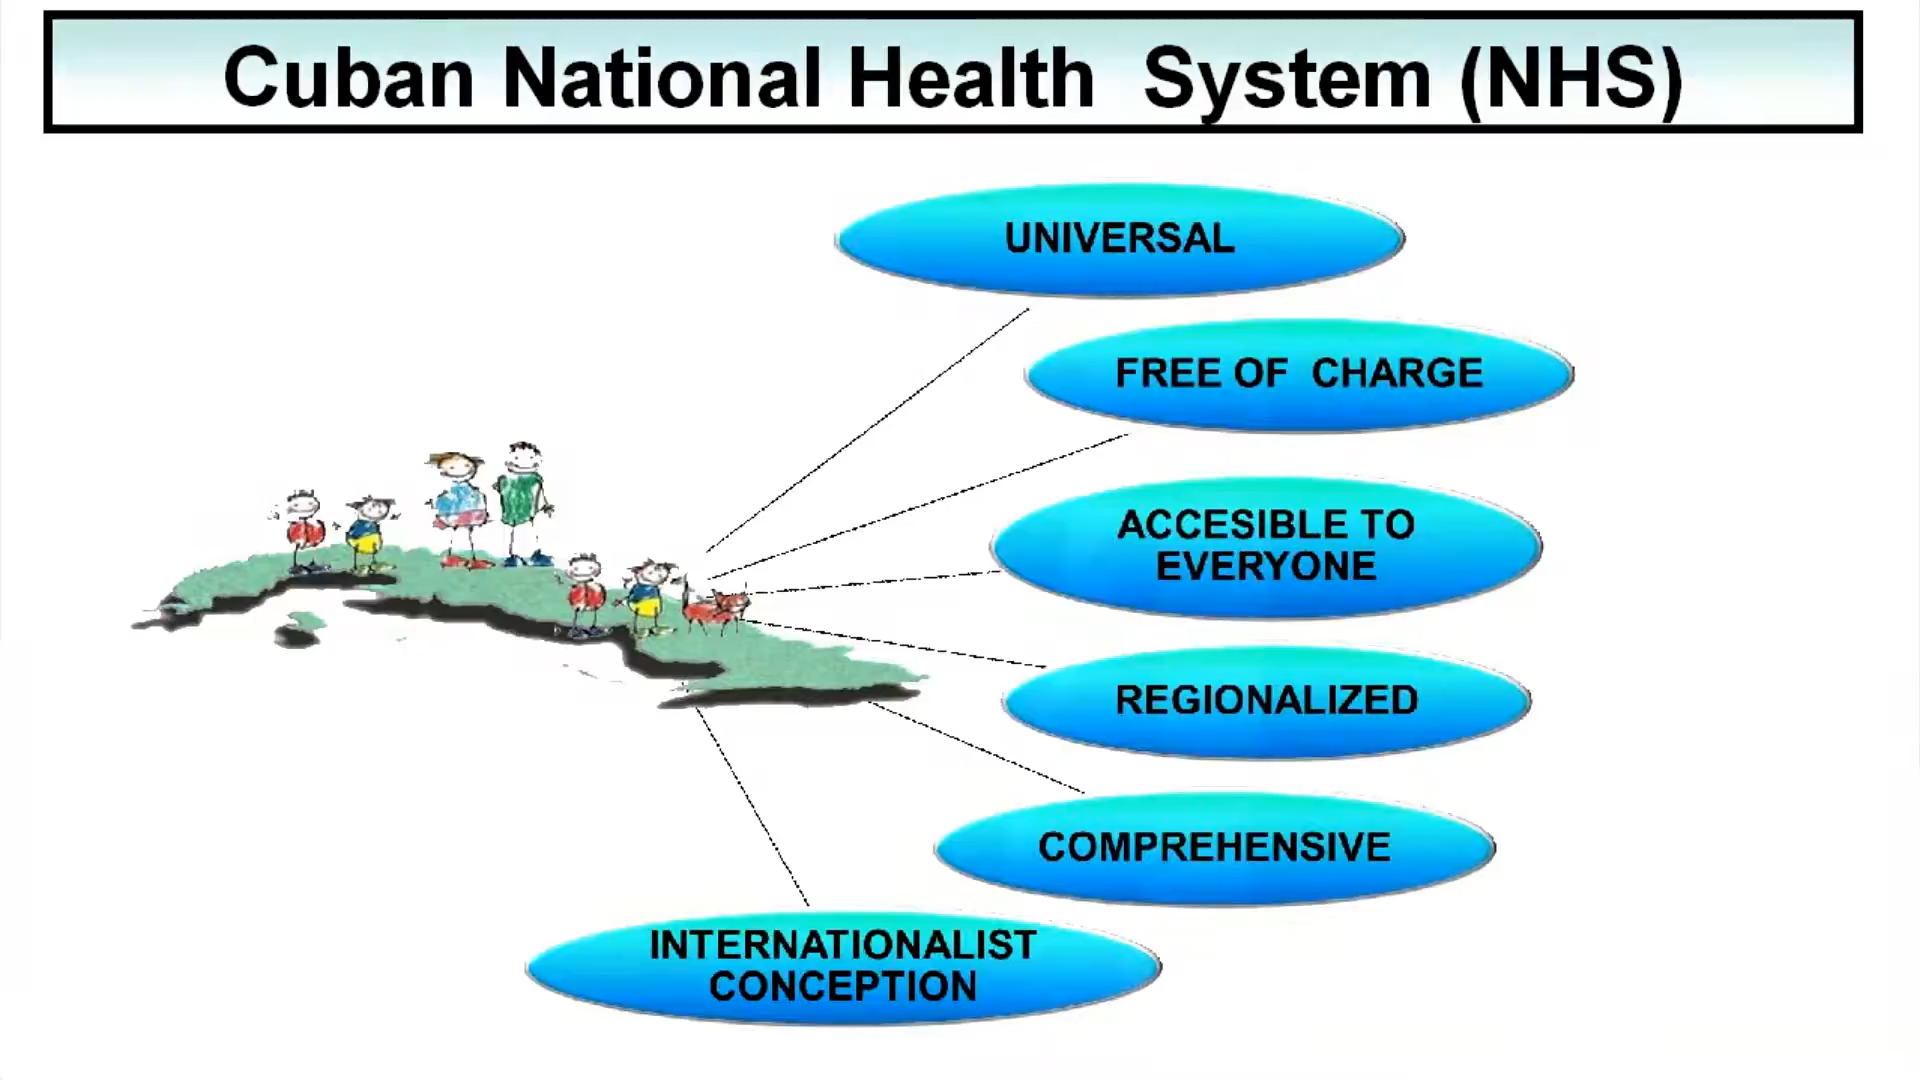 Cuban National Health  System (NHS)
UNIVERSAL
FREE OF  CHARGE
ACCESIBLE TO
EVERYONE
REGIONALIZED
COMPREHENSIVE
INTERNATIONALIST
CONCEPTION